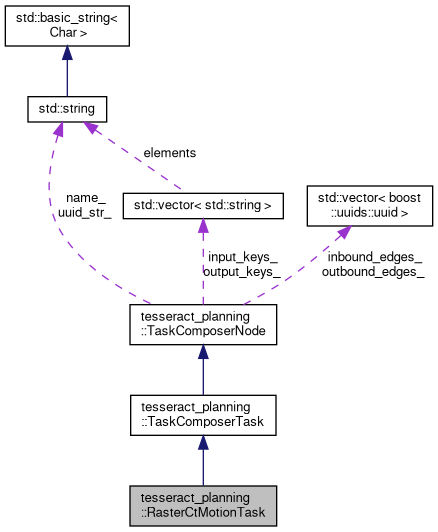 std::basic_string<
Char >
std::string
elements
name_
uuid_str_
std::vector< std::string >
std::vector< boost
::uuids::uuid >
input_keys_
output_keys_
inbound_edges_
outbound_edges_
tesseract_planning
::TaskComposerNode
tesseract_planning
::TaskComposerTask
tesseract_planning
::RasterCtMotionTask